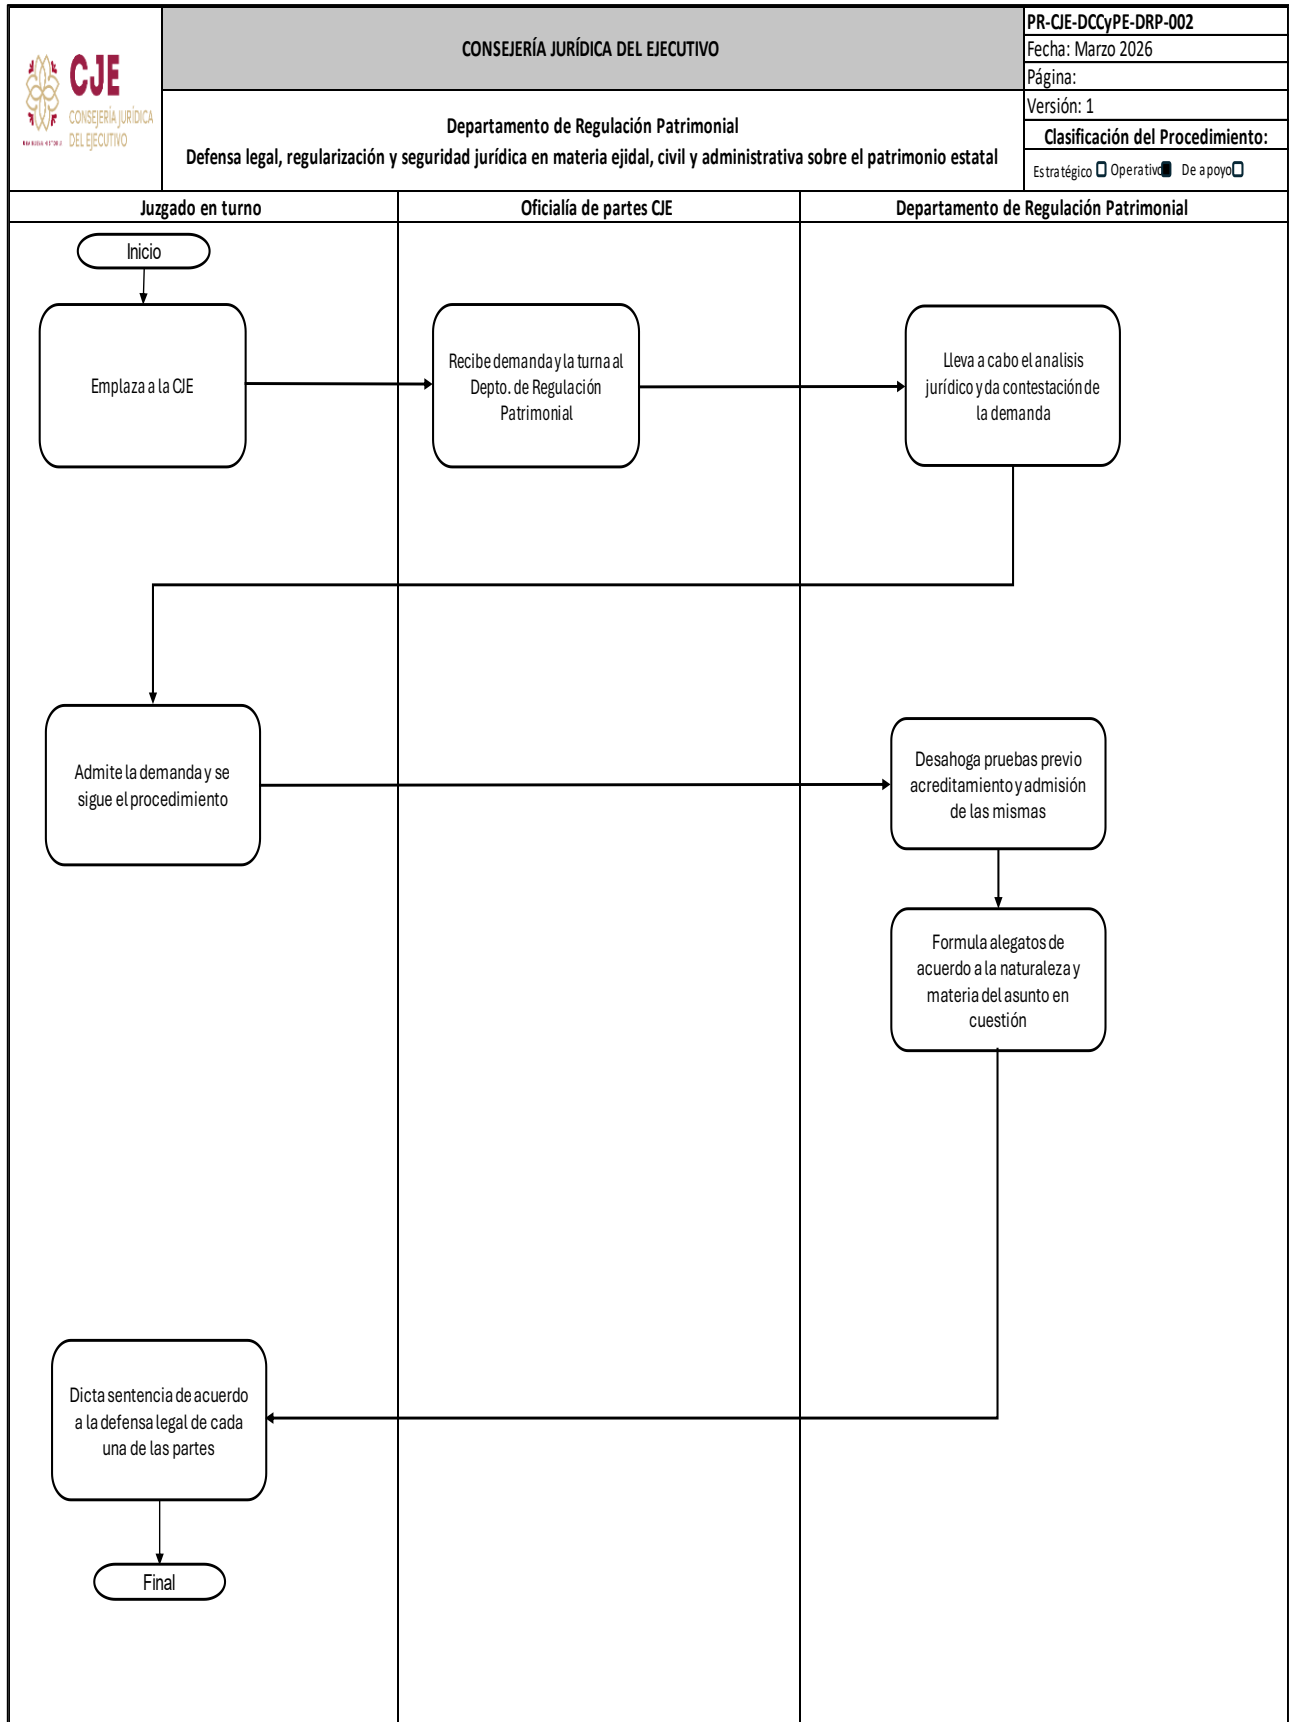 CJE
CONSEJERÍA JURÍDICA
DEL EJECUTIVO
CONSEJERÍA JURÍDICA DEL EJECUTIVO
Departamento de Regulación Patrimonial
Defensa legal, regularización y seguridad jurídica en materia ejidal, civil y administrativa sobre el patrimonio estatal
PR-CJE-DCCyPE-DRP-002
Fecha: Marzo 2026
Página:
Versión: 1
Clasificación del Procedimiento:
Estratégico Operativo De apoyo
Juzgado en turno
Oficialía de partes CJE
Departamento de Regulación Patrimonial
Inicio
Emplaza a la CJE
Recibe demanda y la turna al
Depto. de Regulación
Patrimonial
Lleva a cabo el analisis
jurídico y da contestación de
la demanda
Admite la demanda y se
sigue el procedimiento
Desahoga pruebas previo
acreditamiento y admisión
de las mismas
Formula alegatos de
acuerdo a la naturaleza y
materia del asunto en
cuestión
Dicta sentencia de acuerdo
a la defensa legal de cada
una de las partes
Final